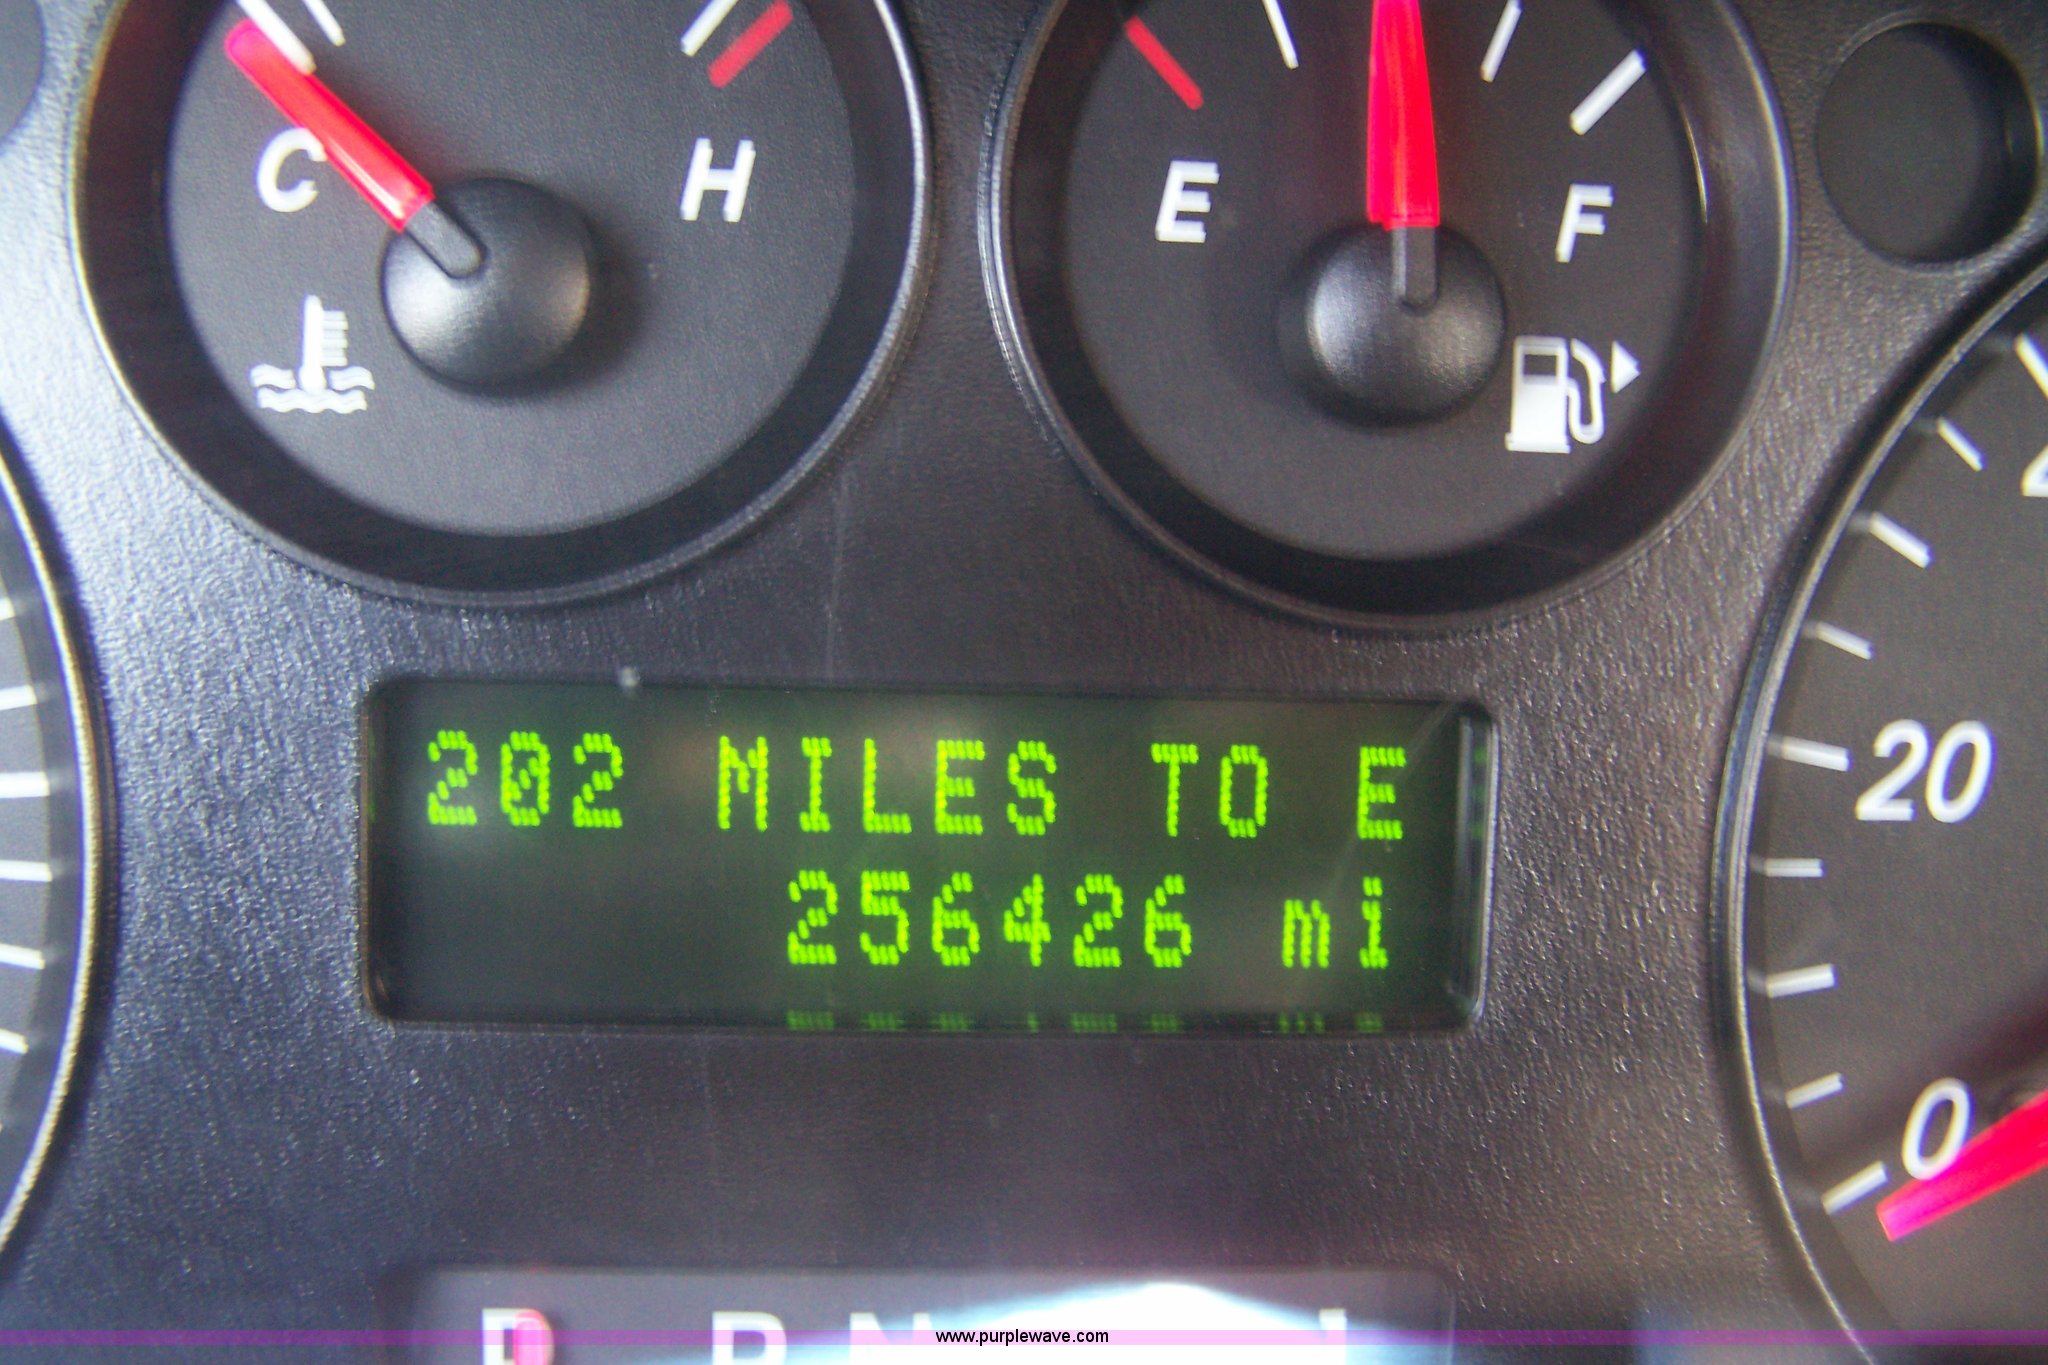 C H
E F
202 MILES TO E
256426 mi
20
0
P R N
www.purplewave.com